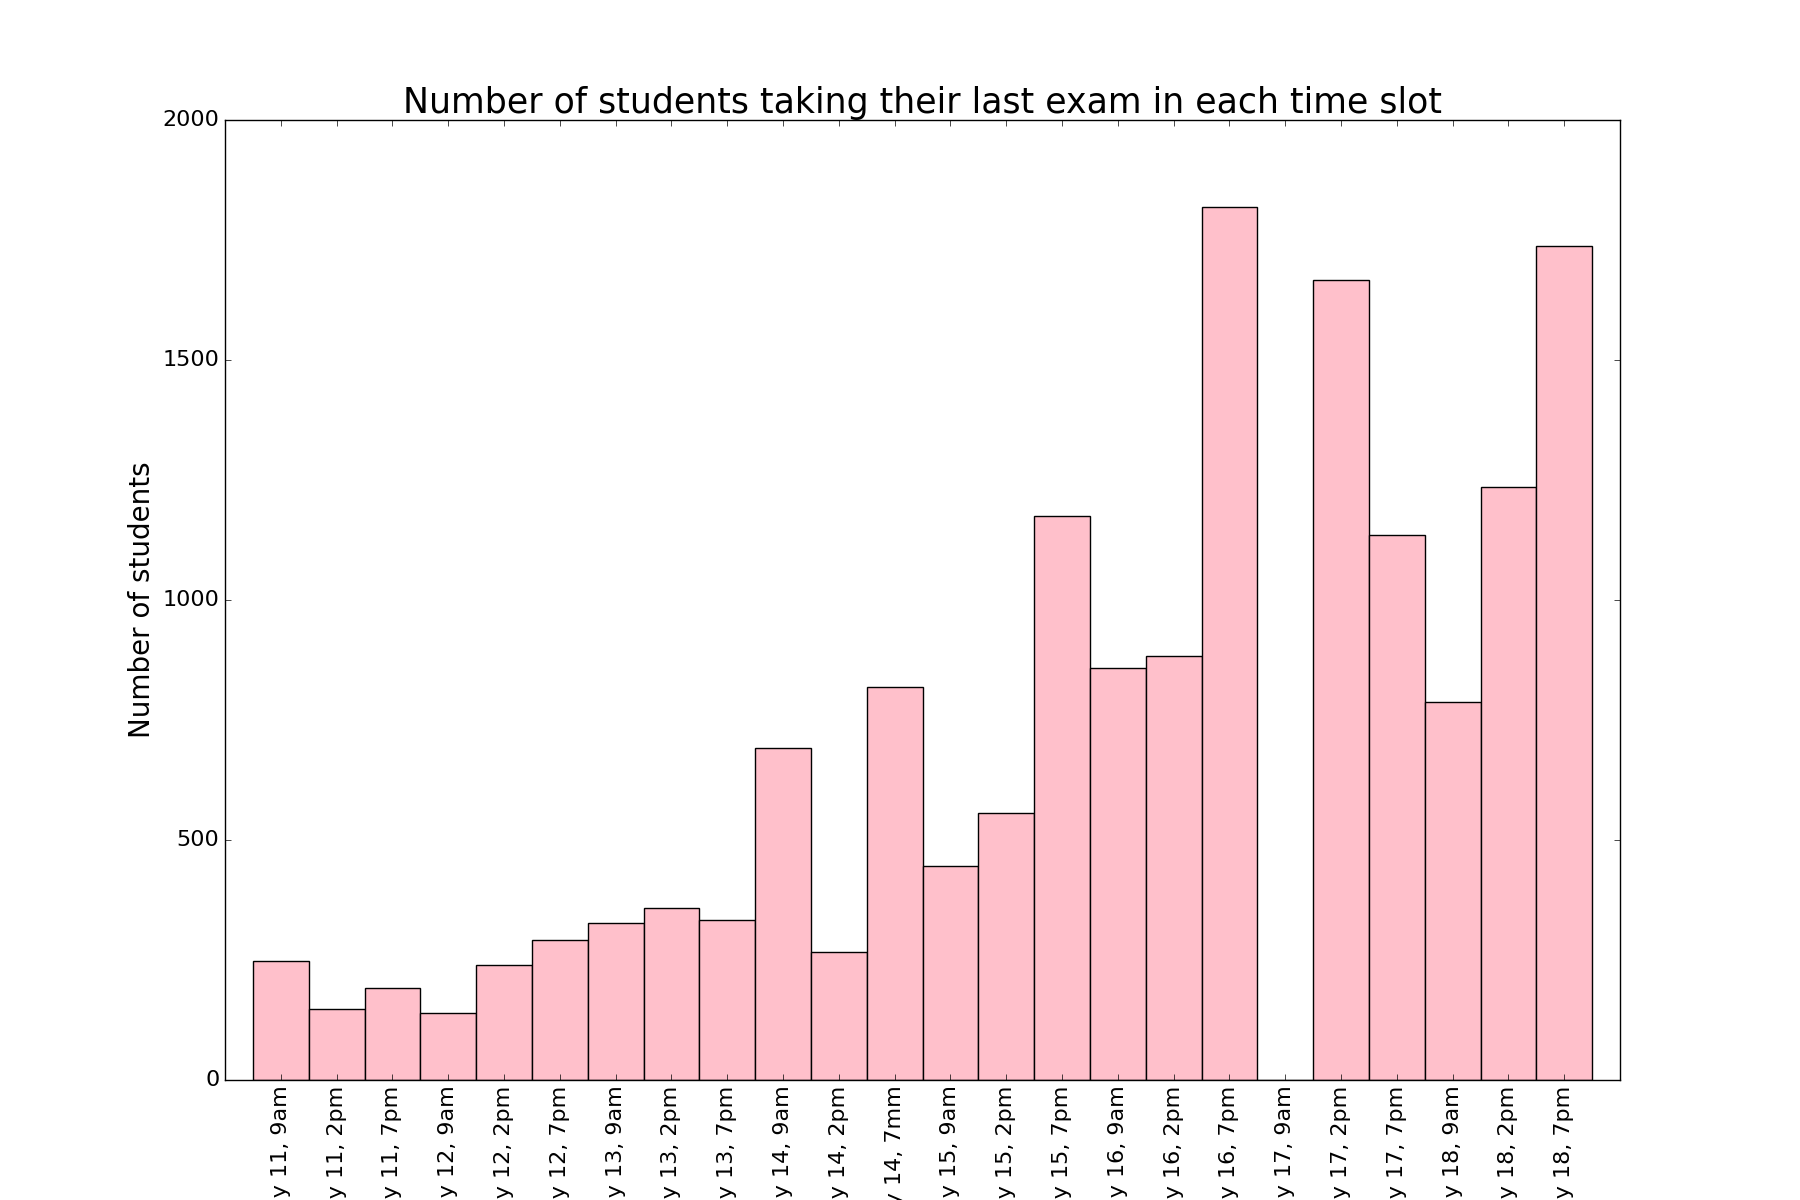 Number of students taking their last exam in each time slot
Number of students
2000
1500
1000
500
0
y 11, 9am
y 11, 2pm
y 11, 7pm
y 12, 9am
y 12, 2pm
y 12, 7pm
y 13, 9am
y 13, 2pm
y 13, 7pm
y 14, 9am
y 14, 2pm
y 14, 7mm
y 15, 9am
y 15, 2pm
y 15, 7pm
y 16, 9am
y 16, 2pm
y 16, 7pm
y 17, 9am
y 17, 2pm
y 17, 7pm
y 18, 9am
y 18, 2pm
y 18, 7pm